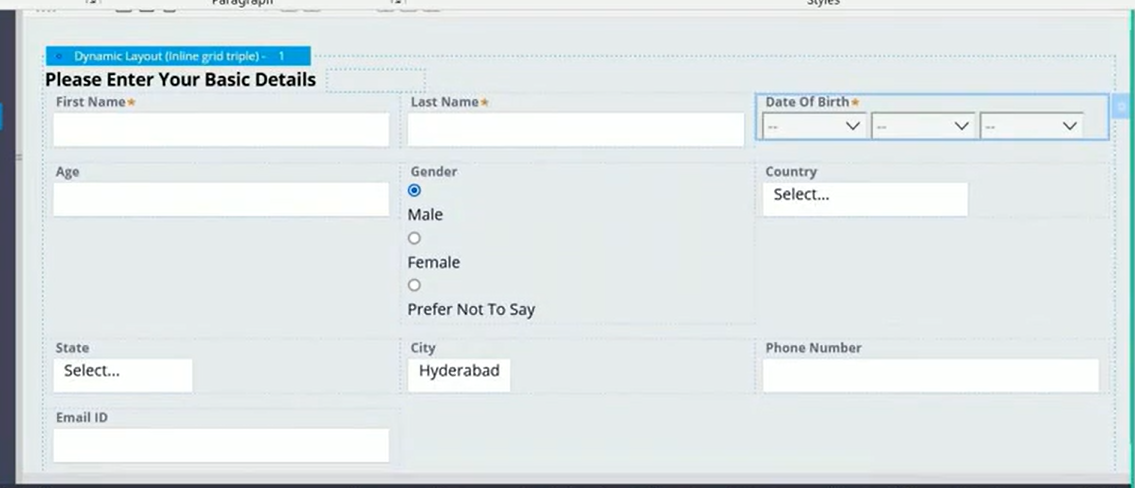 Paragraph Styles
Dynamic Layout (Inline grid triple) - 1
Please Enter Your Basic Details
First Name★ Last Name★ Date Of Birth★
-- -- --
Age Gender Country
Select...
Male
Female
Prefer Not To Say
State City Phone Number
Select... Hyderabad
Email ID